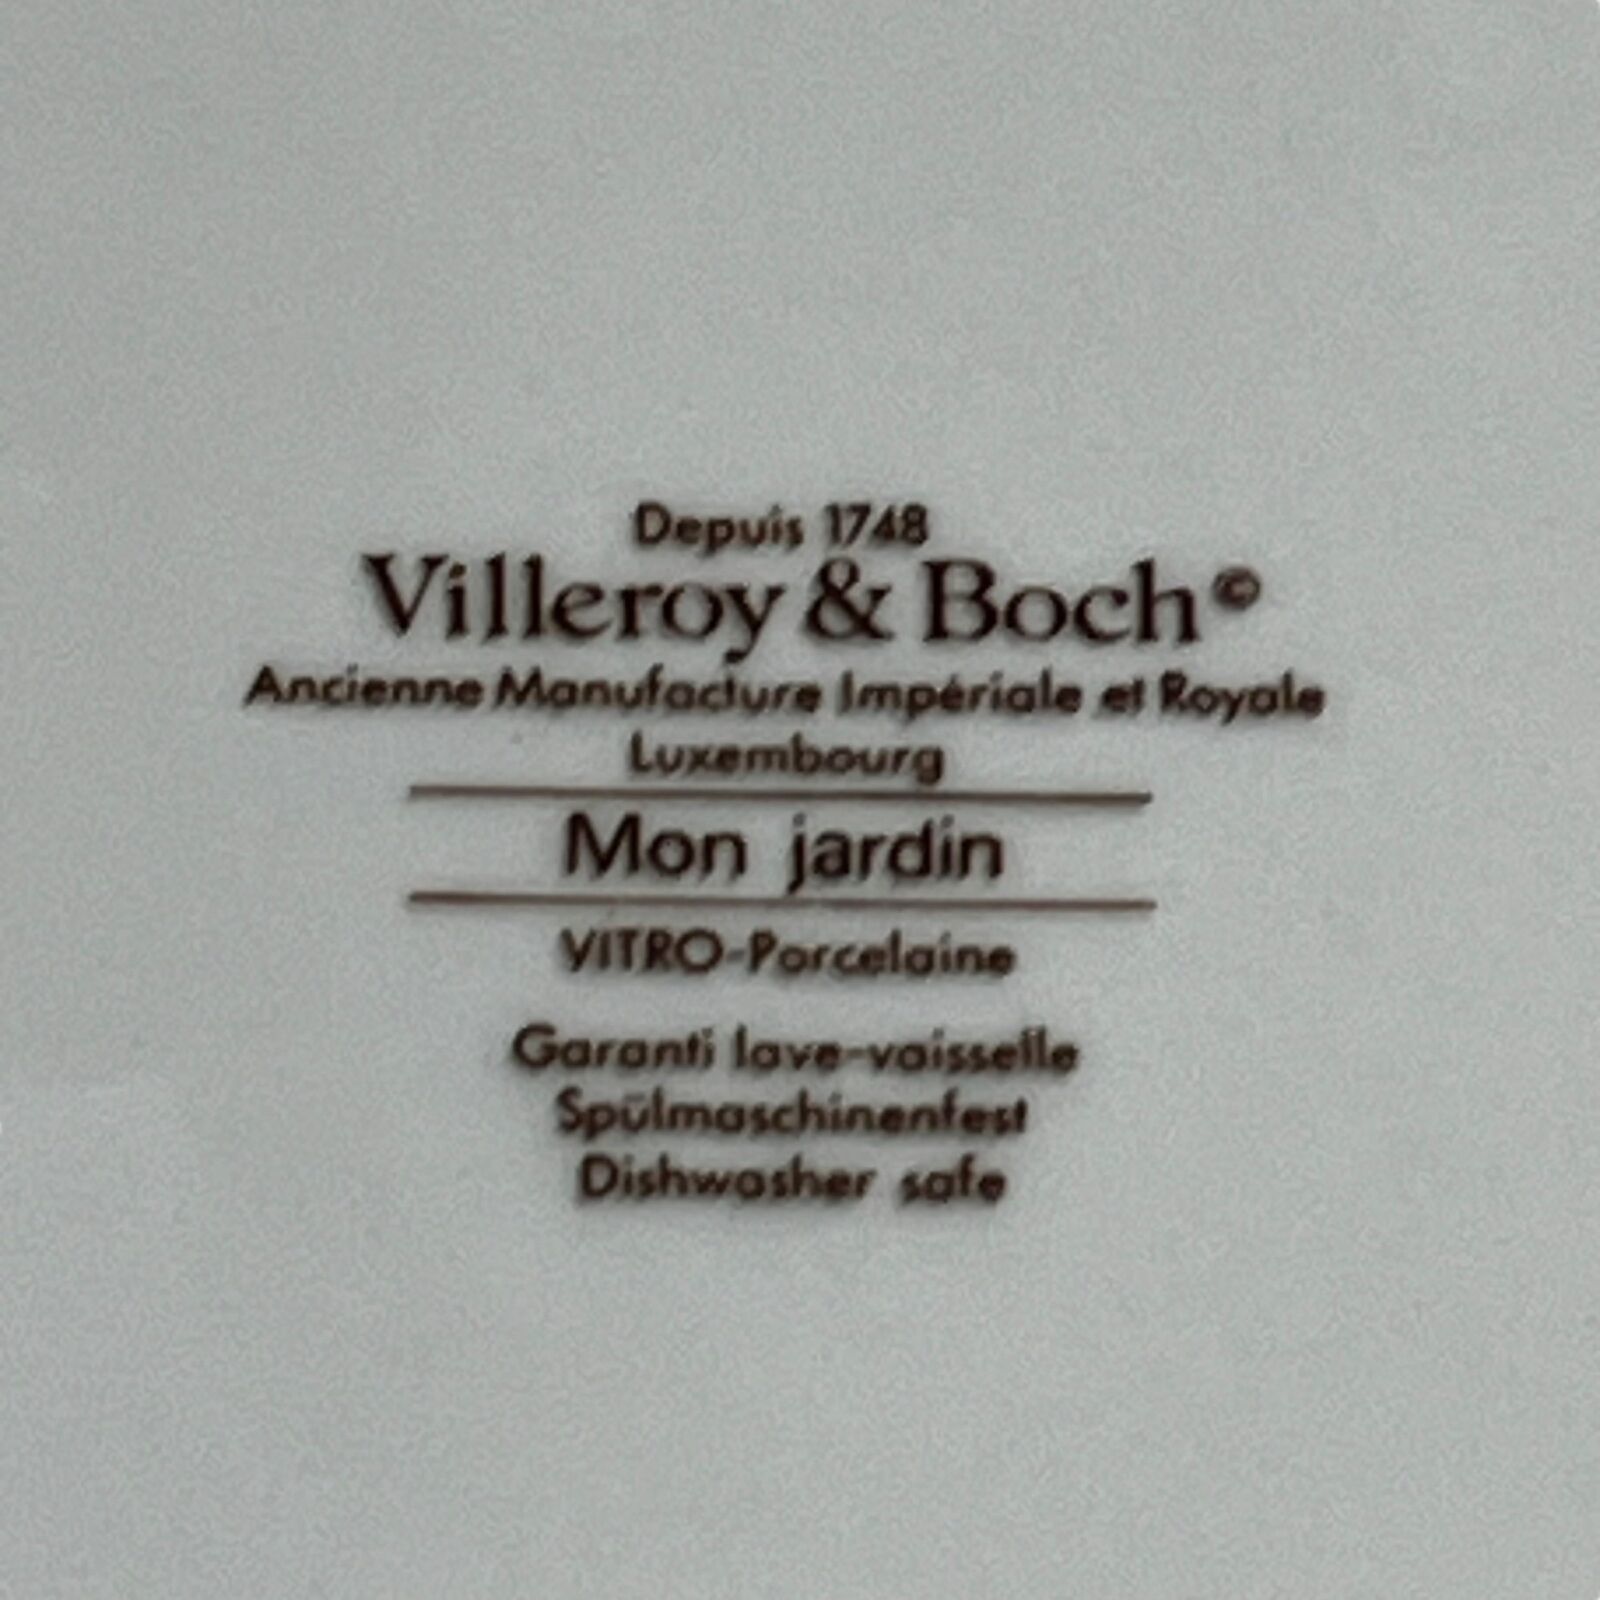 Depuis 1748
Villeroy & Boch©
Ancienne Manufacture Impériale et Royale
Luxembourg
Mon jardin
VITRO-Porcelaine
Garanti lave-vaisselle
Spülmaschinenfest
Dishwasher safe